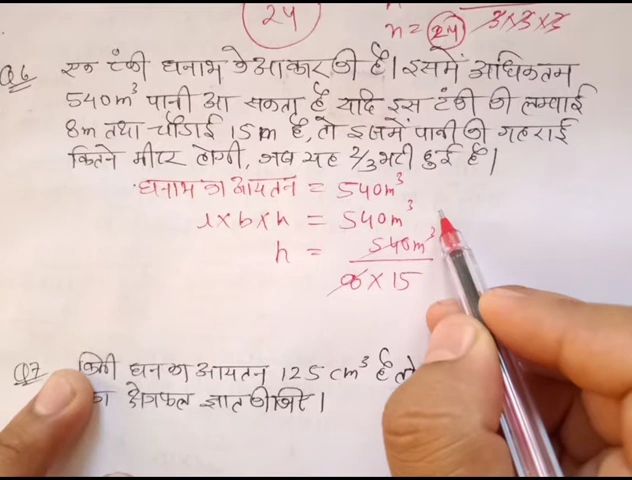 24
n = 24 3×3×3
Q6 एक टंकी घनाभ के आकार की है। इसमें अधिकतम
540m³ पानी आ सकता है यदि इस टंकी की लम्बाई
8m तथा चौडाई 15m है, तो इसमें पानी की गहराई
कितने मीटर होगी, जब यह 2/3 भरी हुई है।
घनाभ का आयतन = 540m³
l×b×h = 540m³
h = 540m³
8×15
Q7 किसी घन का आयतन 125 cm³ है तो
का क्षेत्रफल ज्ञात कीजिए।